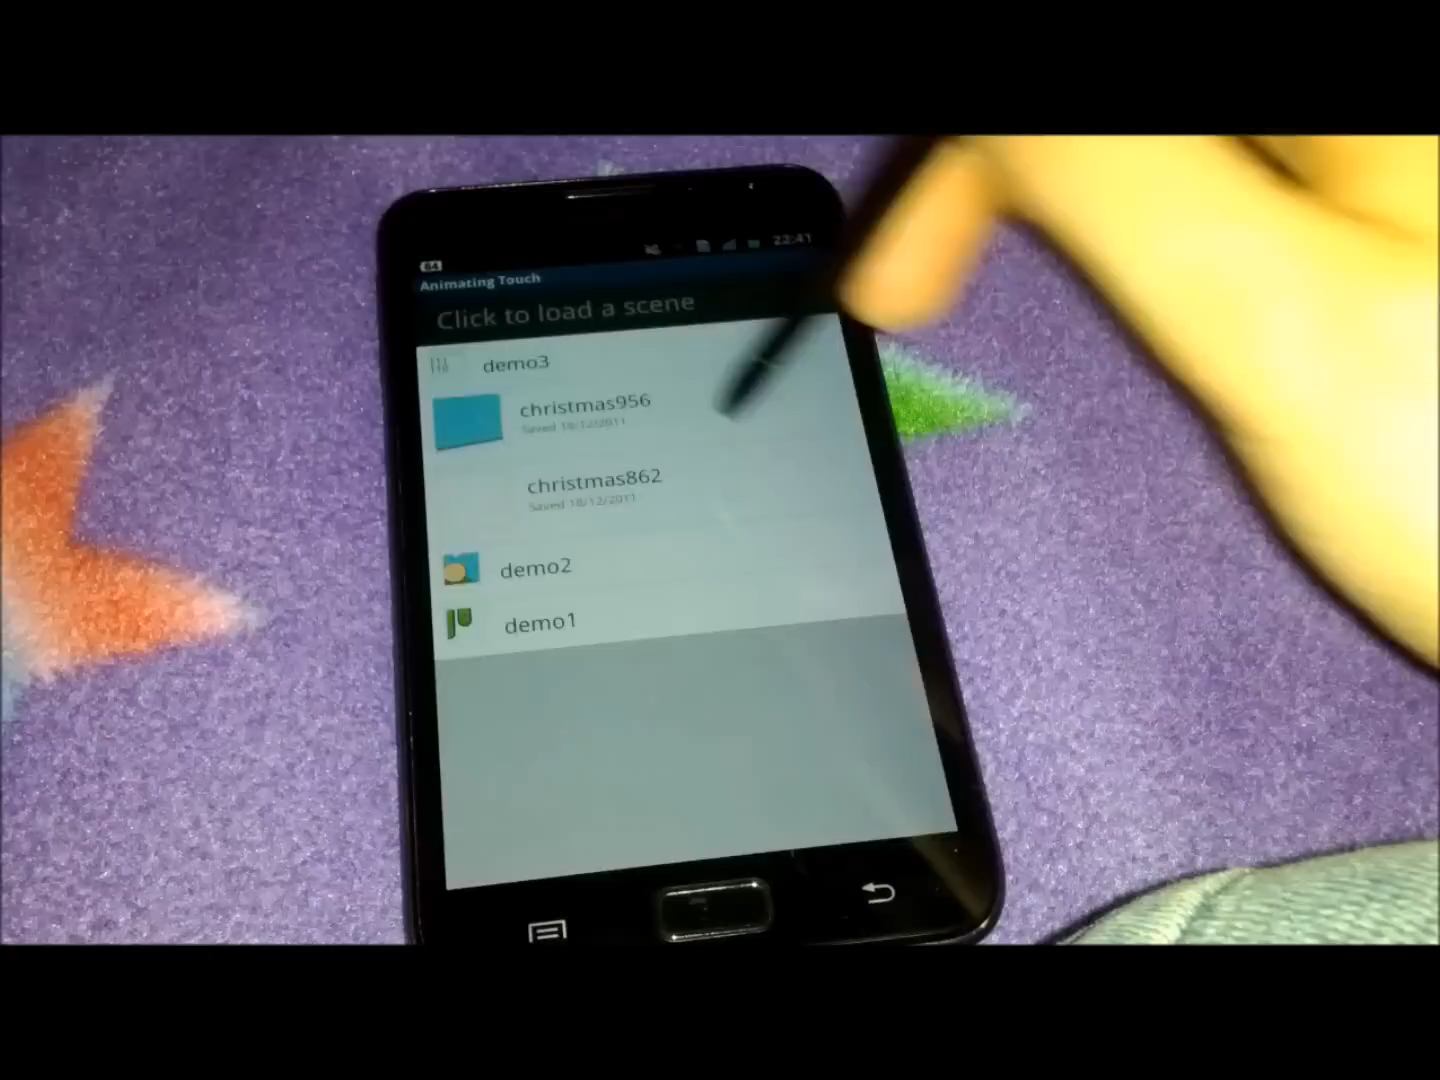 22:41
64
Animating Touch
Click to load a scene
demo3
christmas956
Saved 18/12/2011
christmas862
Saved 18/12/2011
demo2
demo1